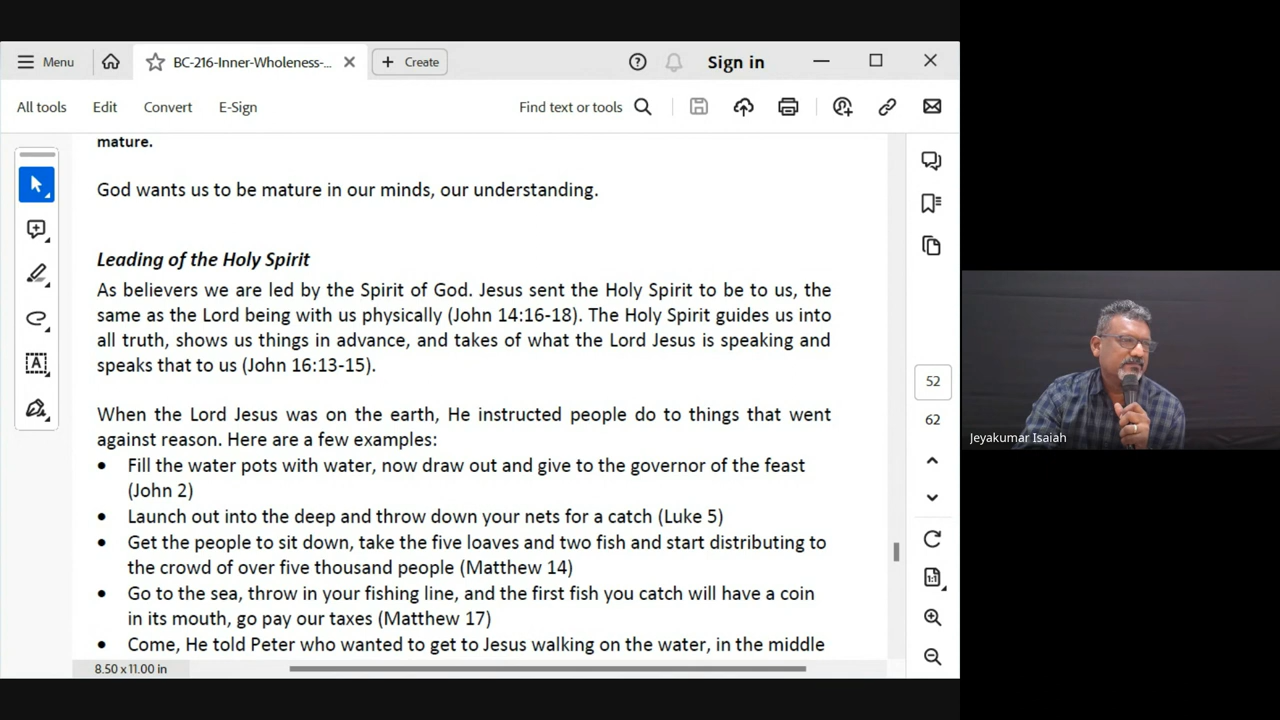 Menu
BC-216-Inner-Wholeness-...
Create
Sign in
All tools
Edit
Convert
E-Sign
Find text or tools
mature.
God wants us to be mature in our minds, our understanding.
Leading of the Holy Spirit
As believers we are led by the Spirit of God. Jesus sent the Holy Spirit to be to us, the
same as the Lord being with us physically (John 14:16-18). The Holy Spirit guides us into
all truth, shows us things in advance, and takes of what the Lord Jesus is speaking and
speaks that to us (John 16:13-15).
When the Lord Jesus was on the earth, He instructed people do to things that went
against reason. Here are a few examples:
• Fill the water pots with water, now draw out and give to the governor of the feast
(John 2)
• Launch out into the deep and throw down your nets for a catch (Luke 5)
• Get the people to sit down, take the five loaves and two fish and start distributing to
the crowd of over five thousand people (Matthew 14)
• Go to the sea, throw in your fishing line, and the first fish you catch will have a coin
in its mouth, go pay our taxes (Matthew 17)
• Come, He told Peter who wanted to get to Jesus walking on the water, in the middle
8.50 x 11.00 in
52
62
1:1
Jeyakumar Isaiah